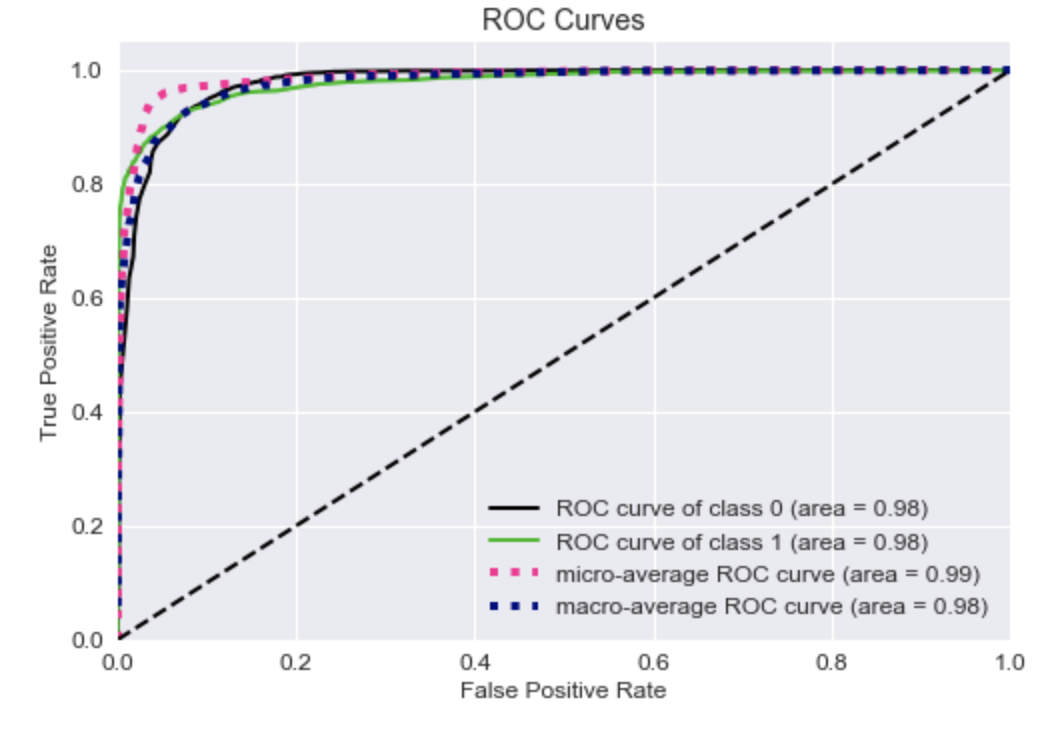 ROC Curves
True Positive Rate
1.0
0.8
0.6
0.4
0.2
0.0
ROC curve of class 0 (area = 0.98)
ROC curve of class 1 (area = 0.98)
micro-average ROC curve (area = 0.99)
macro-average ROC curve (area = 0.98)
0.0 0.2 0.4 0.6 0.8 1.0
False Positive Rate